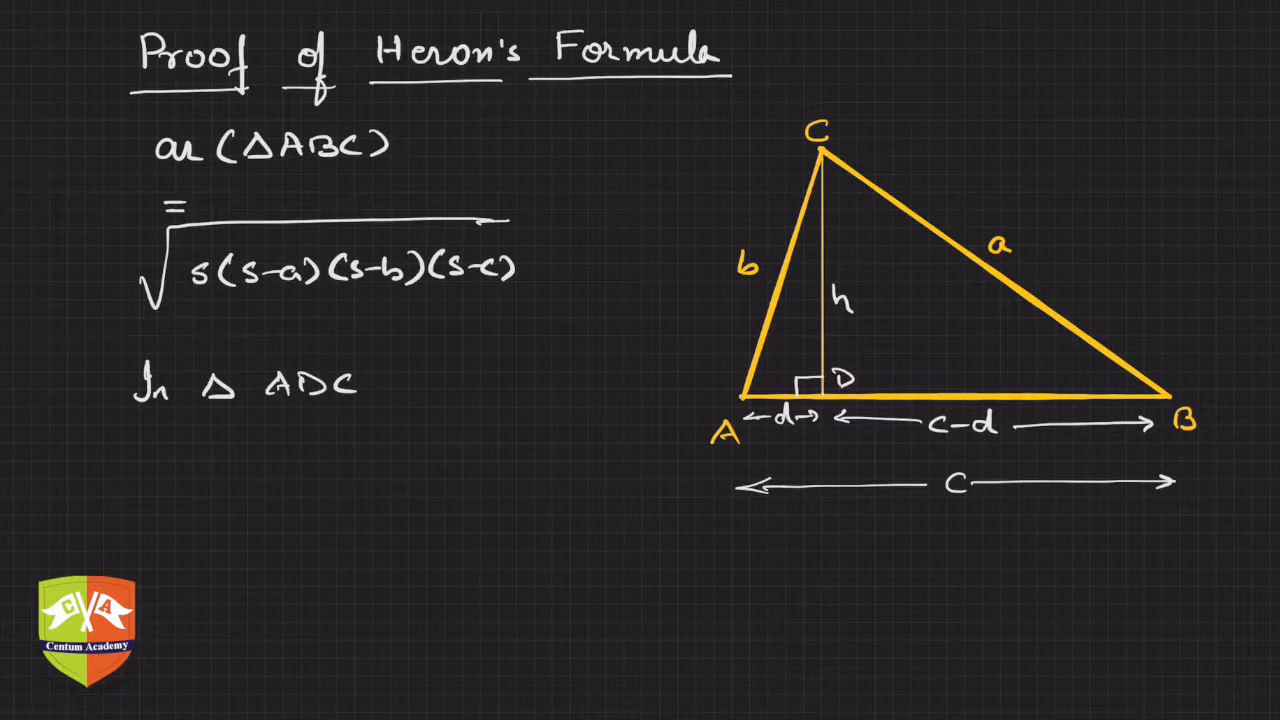 Proof of Heron's Formula
ar (△ABC)
=
√s(s-a)(s-b)(s-c)
In △ ADC
C
b
a
h
D
A
d
c-d
B
C
C A
Centum Academy